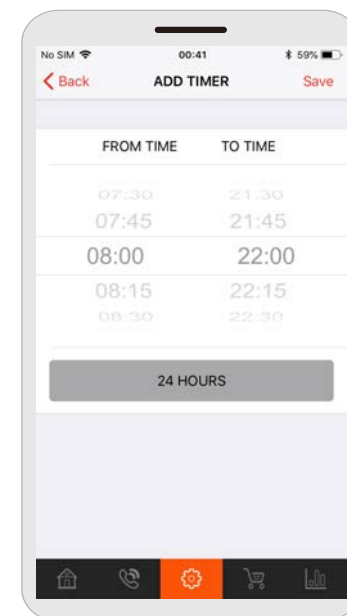 No SIM 00:41 59%
Back ADD TIMER Save
FROM TIME TO TIME
07:30 21:30
07:45 21:45
08:00 22:00
08:15 22:15
08:30 22:30
24 HOURS